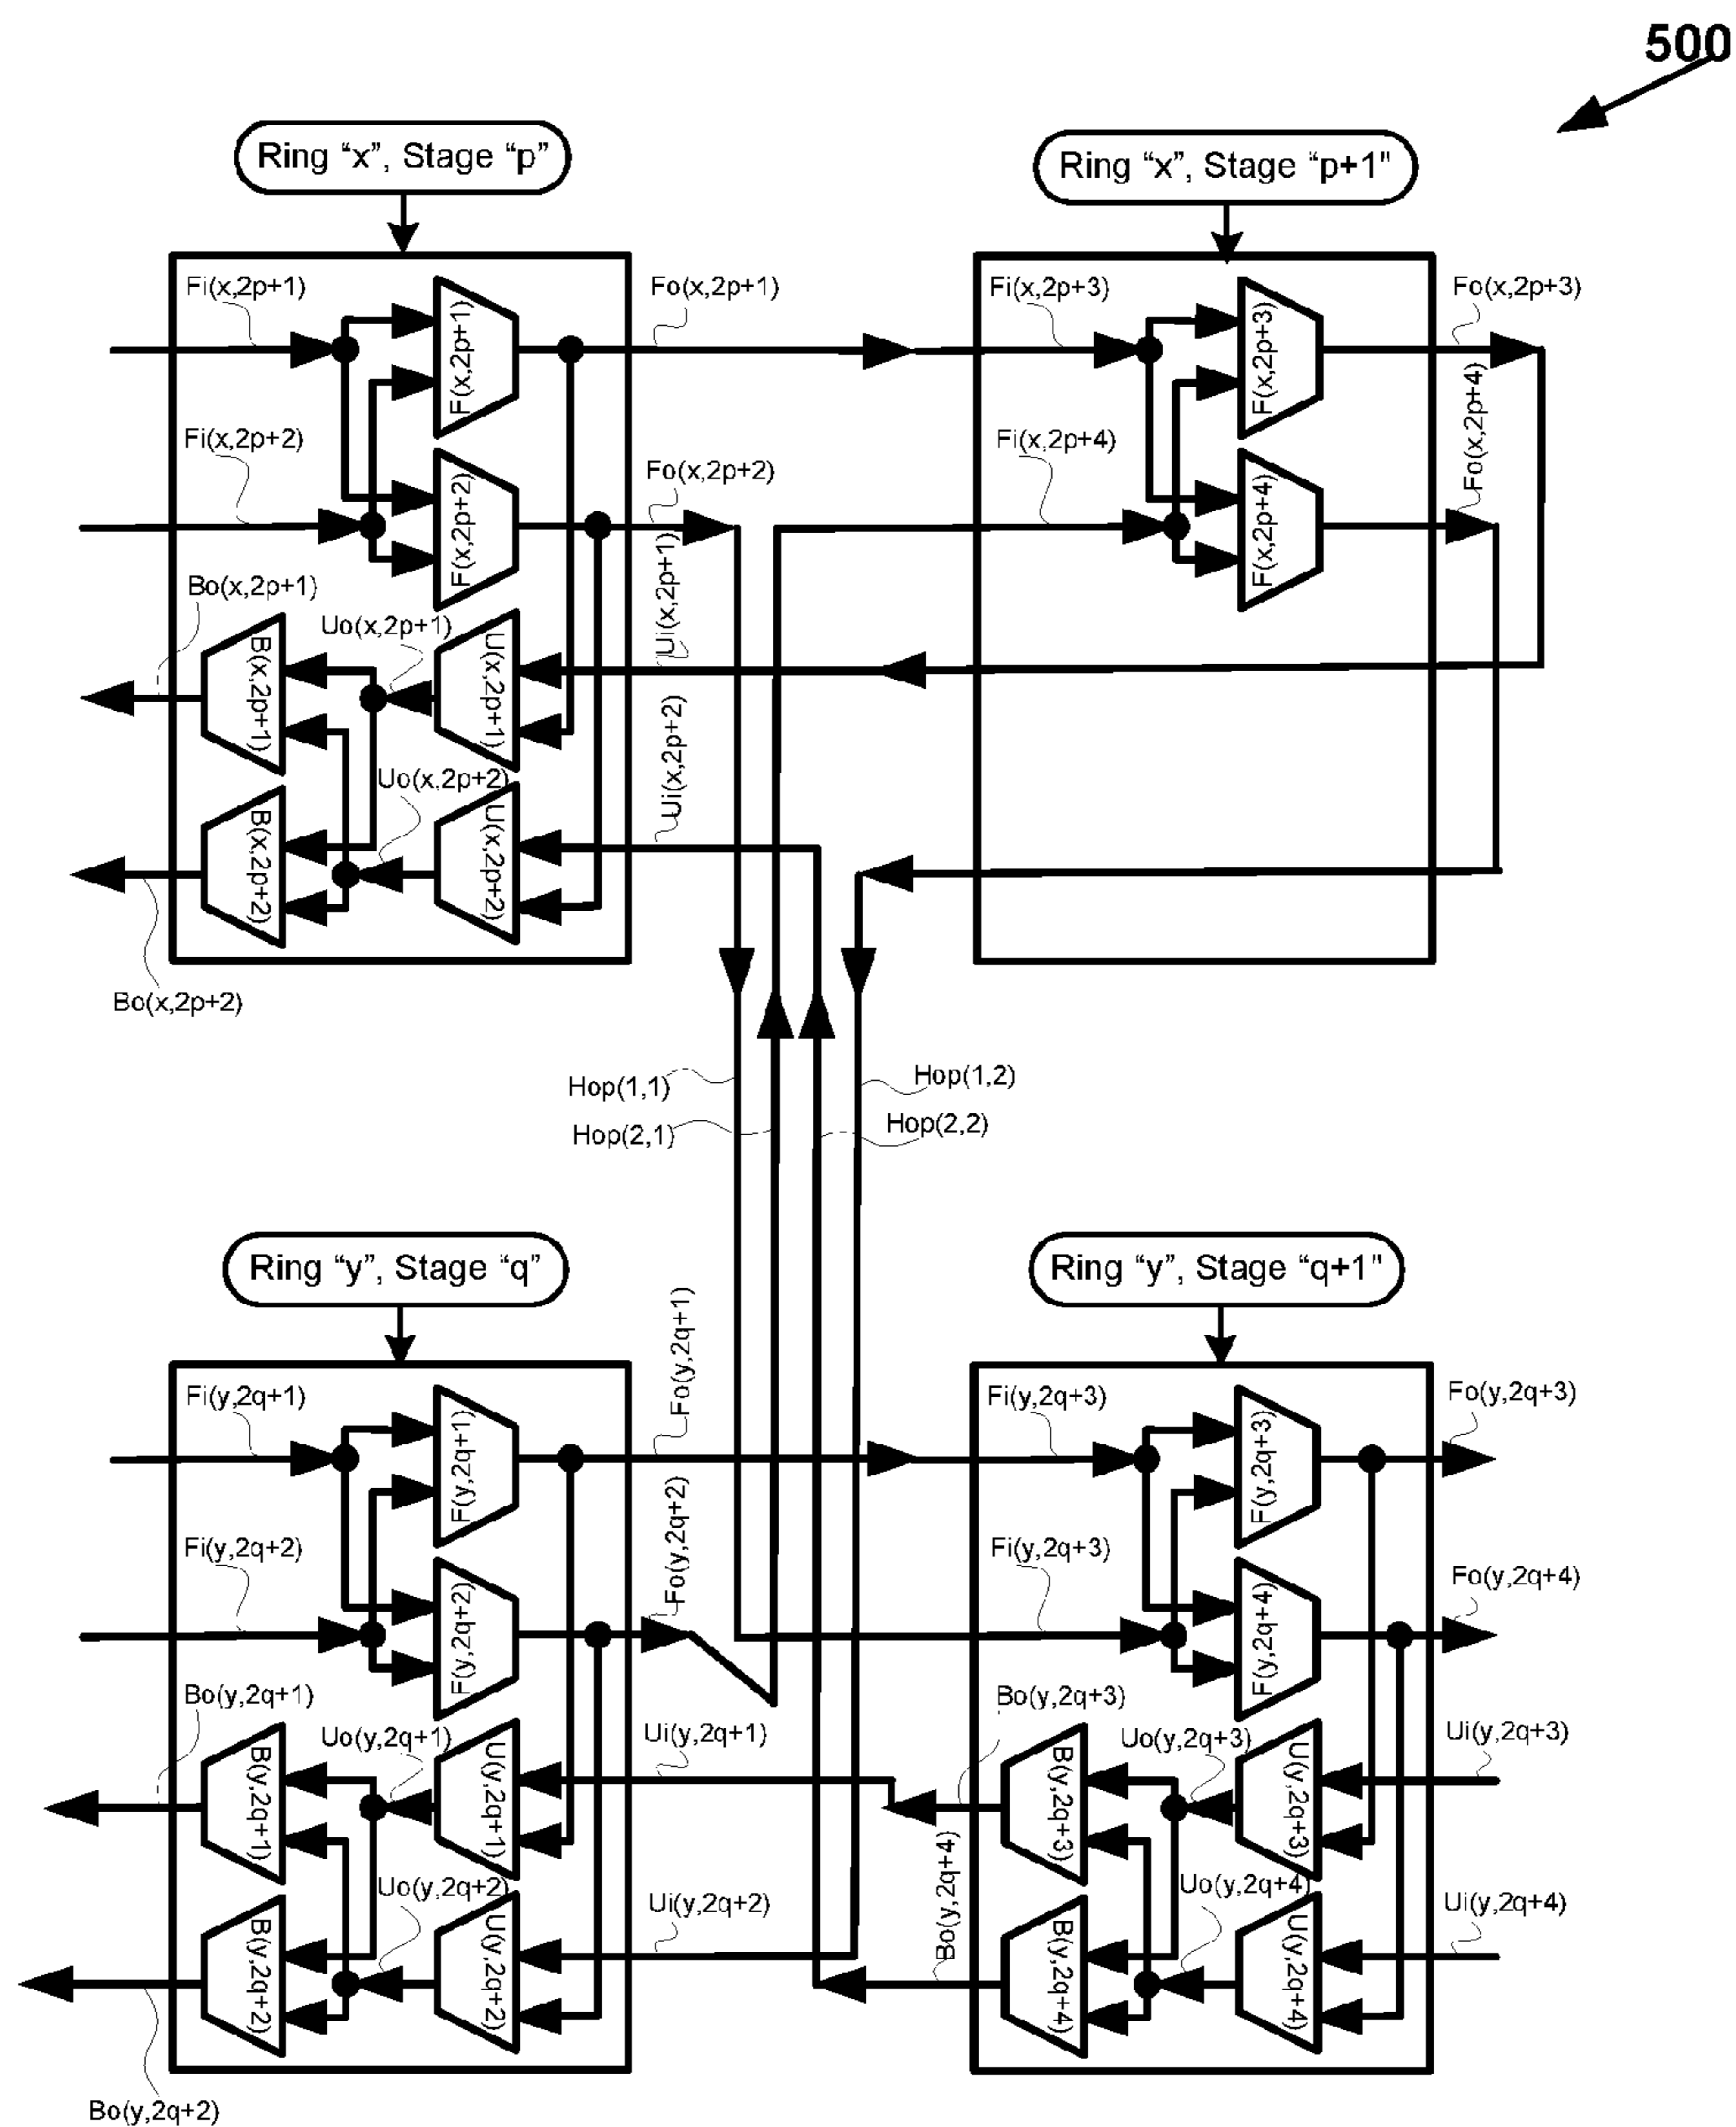 500
Ring “x”, Stage “p”
Ring “x”, Stage “p+1”
Fi(x,2p+1)
F(x,2p+1)
Fo(x,2p+1)
Fi(x,2p+3)
F(x,2p+3)
Fo(x,2p+3)
Fi(x,2p+2)
F(x,2p+2)
Fo(x,2p+2)
Fi(x,2p+4)
F(x,2p+4)
Fo(x,2p+4)
Bo(x,2p+1)
B(x,2p+1)
Uo(x,2p+1)
U(x,2p+1)
Ui(x,2p+1)
B(x,2p+2)
Uo(x,2p+2)
U(x,2p+2)
Ui(x,2p+2)
Bo(x,2p+2)
Hop(1,1)
Hop(1,2)
Hop(2,1)
Hop(2,2)
Ring “y”, Stage “q”
Ring “y”, Stage “q+1”
Fi(y,2q+1)
F(y,2q+1)
Fo(y,2q+1)
Fi(y,2q+3)
F(y,2q+3)
Fo(y,2q+3)
Fi(y,2q+2)
F(y,2q+2)
Fo(y,2q+2)
Fi(y,2q+3)
F(y,2q+4)
Fo(y,2q+4)
Bo(y,2q+1)
B(y,2q+1)
Uo(y,2q+1)
U(y,2q+1)
Ui(y,2q+1)
Bo(y,2q+3)
B(y,2q+3)
Uo(y,2q+3)
U(y,2q+3)
Ui(y,2q+3)
B(y,2q+2)
Uo(y,2q+2)
U(y,2q+2)
Ui(y,2q+2)
Bo(y,2q+4)
B(y,2q+4)
Uo(y,2q+4)
U(y,2q+4)
Ui(y,2q+4)
Bo(y,2q+2)